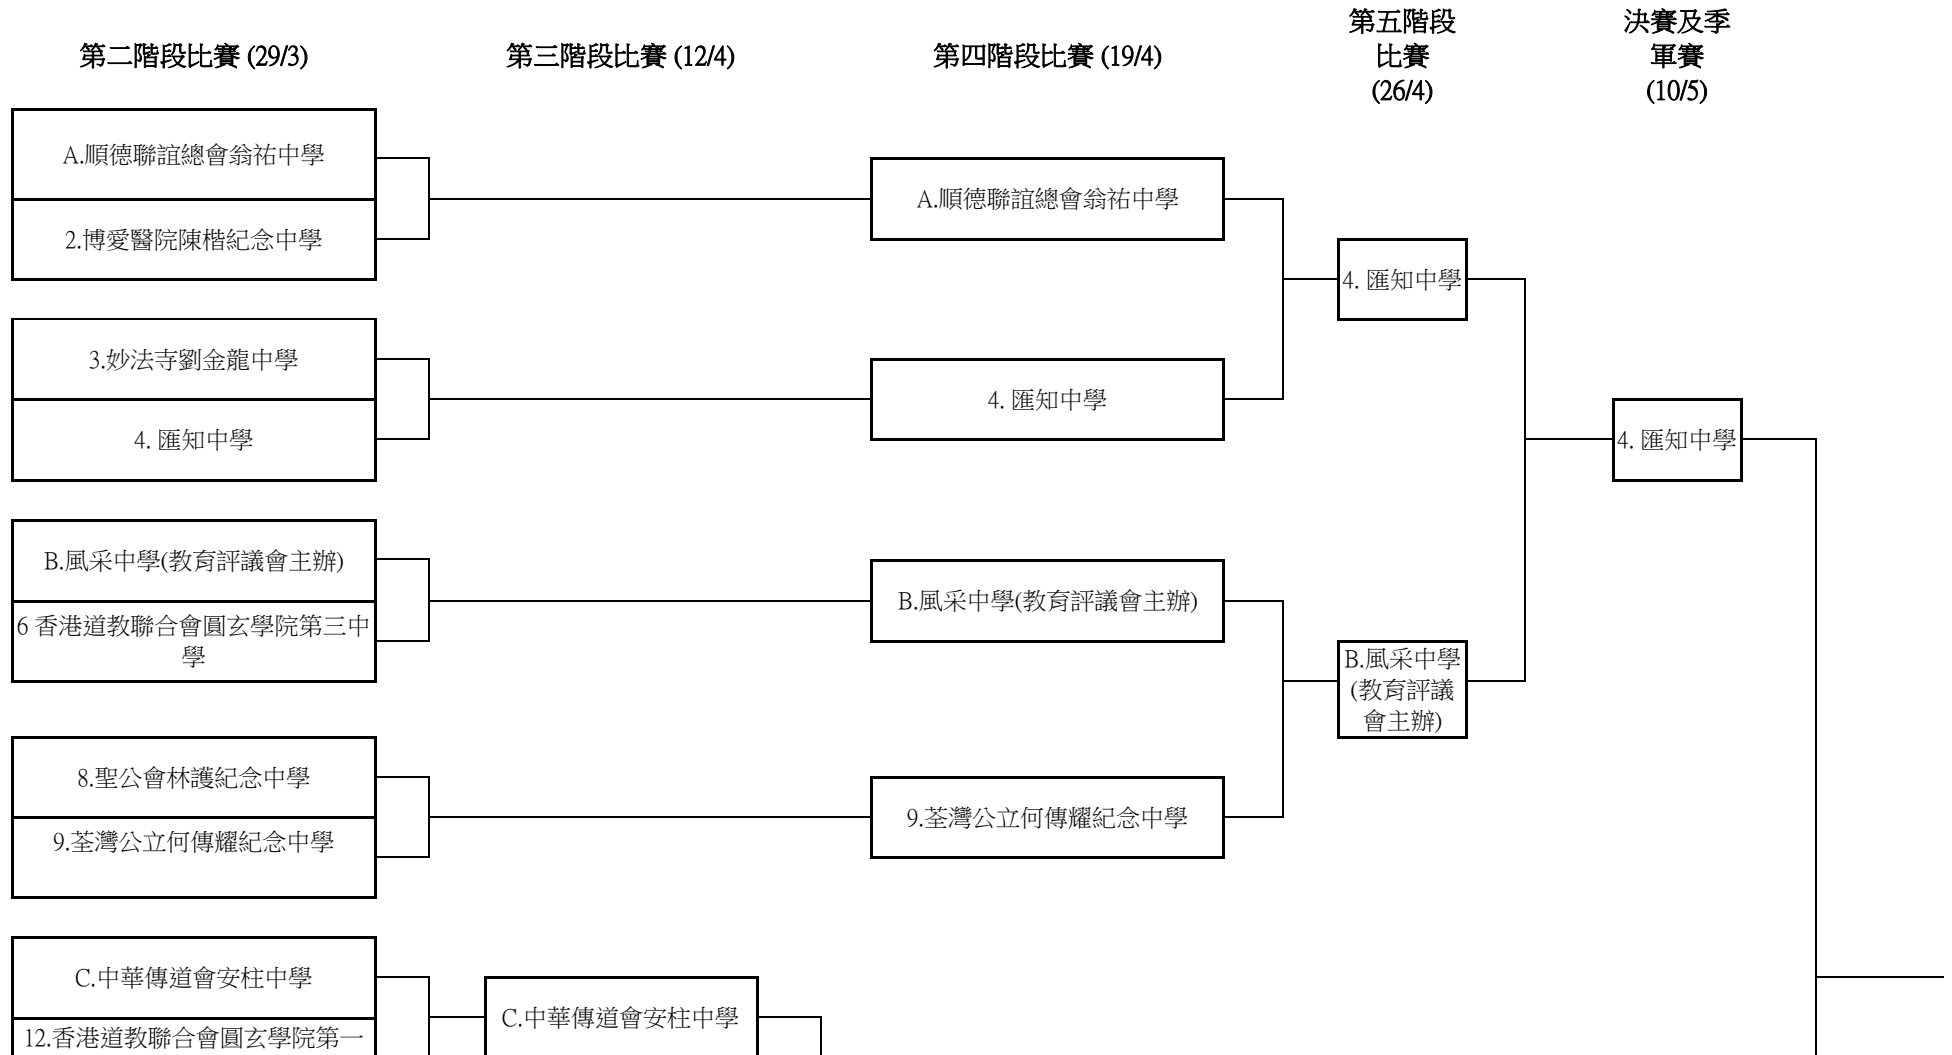 第二階段比賽 (29/3)
第三階段比賽 (12/4)
第四階段比賽 (19/4)
第五階段
比賽
(26/4)
決賽及季
軍賽
(10/5)
A.順德聯誼總會翁祐中學
2.博愛醫院陳楷紀念中學
A.順德聯誼總會翁祐中學
4. 匯知中學
3.妙法寺劉金龍中學
4. 匯知中學
4. 匯知中學
4. 匯知中學
B.風采中學(教育評議會主辦)
6 香港道教聯合會圓玄學院第三中
學
B.風采中學(教育評議會主辦)
B.風采中學
(教育評議
會主辦)
8.聖公會林護紀念中學
9.荃灣公立何傳耀紀念中學
9.荃灣公立何傳耀紀念中學
C.中華傳道會安柱中學
12.香港道教聯合會圓玄學院第一
C.中華傳道會安柱中學